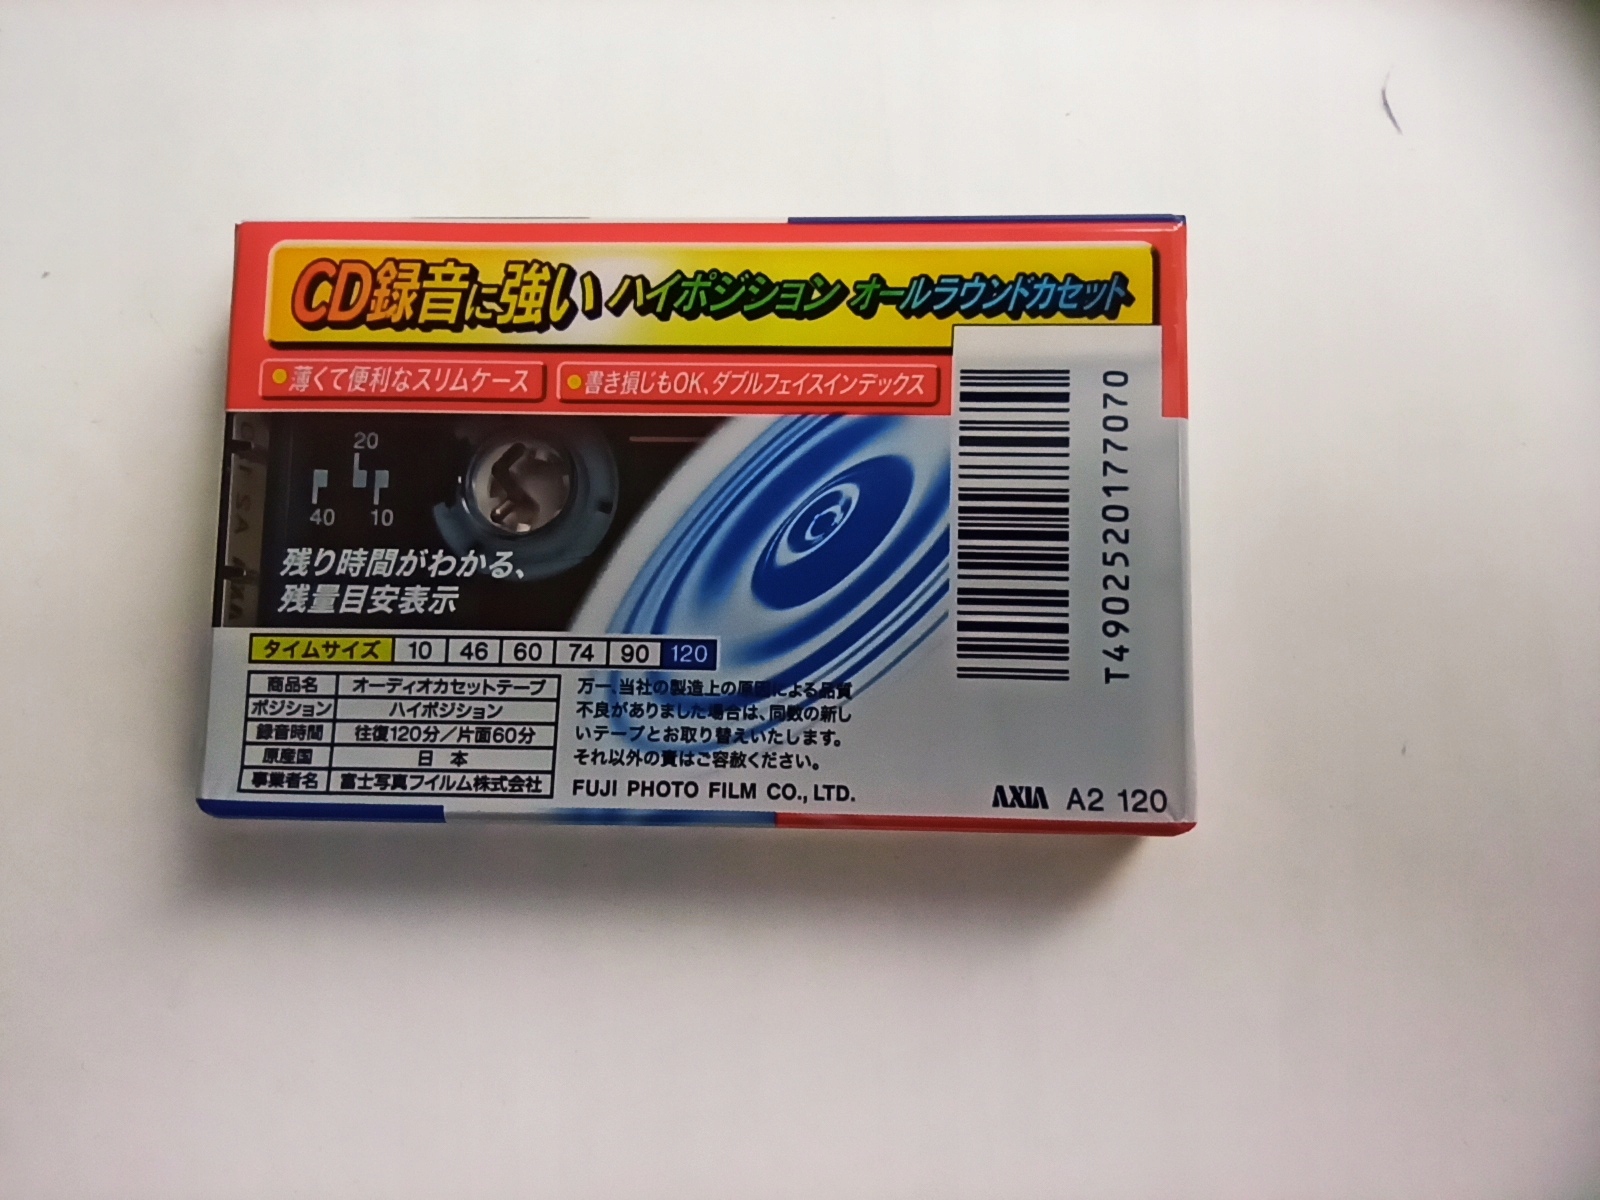 CD録音に強い ハイポジション オールラウンドカセット
●薄くて便利なスリムケース
●書き損じもOK、ダブルフェイスインデックス
20
40 10
残り時間がわかる、
残量目安表示
タイムサイズ 10 46 60 74 90 120
商品名 オーディオカセットテープ
ポジション ハイポジション
録音時間 往復120分/片面60分
原産国 日本
事業者名 富士写真フイルム株式会社
万一、当社の製造上の原因による品質
不良がありました場合は、同数の新し
いテープとお取り替えいたします。
それ以外の責はご容赦ください。
FUJI PHOTO FILM CO., LTD.
T4902520177070
AXIA A2 120